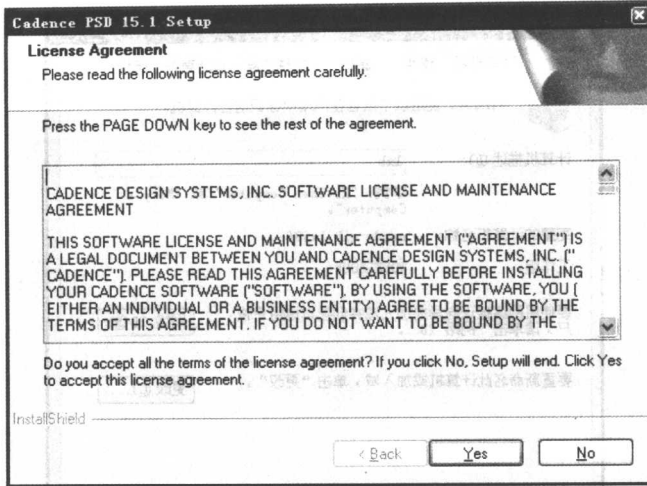 Cadence PSD 15.1 Setup
License Agreement
Please read the following license agreement carefully.
Press the PAGE DOWN key to see the rest of the agreement.
CADENCE DESIGN SYSTEMS, INC. SOFTWARE LICENSE AND MAINTENANCE
AGREEMENT
THIS SOFTWARE LICENSE AND MAINTENANCE AGREEMENT ("AGREEMENT") IS
A LEGAL DOCUMENT BETWEEN YOU AND CADENCE DESIGN SYSTEMS, INC. ("
CADENCE"). PLEASE READ THIS AGREEMENT CAREFULLY BEFORE INSTALLING
YOUR CADENCE SOFTWARE ("SOFTWARE"). BY USING THE SOFTWARE, YOU (
EITHER AN INDIVIDUAL OR A BUSINESS ENTITY) AGREE TO BE BOUND BY THE
TERMS OF THIS AGREEMENT. IF YOU DO NOT WANT TO BE BOUND BY THE
Do you accept all the terms of the license agreement? If you click No, Setup will end. Click Yes
to accept this license agreement.
InstallShield
< Back Yes No